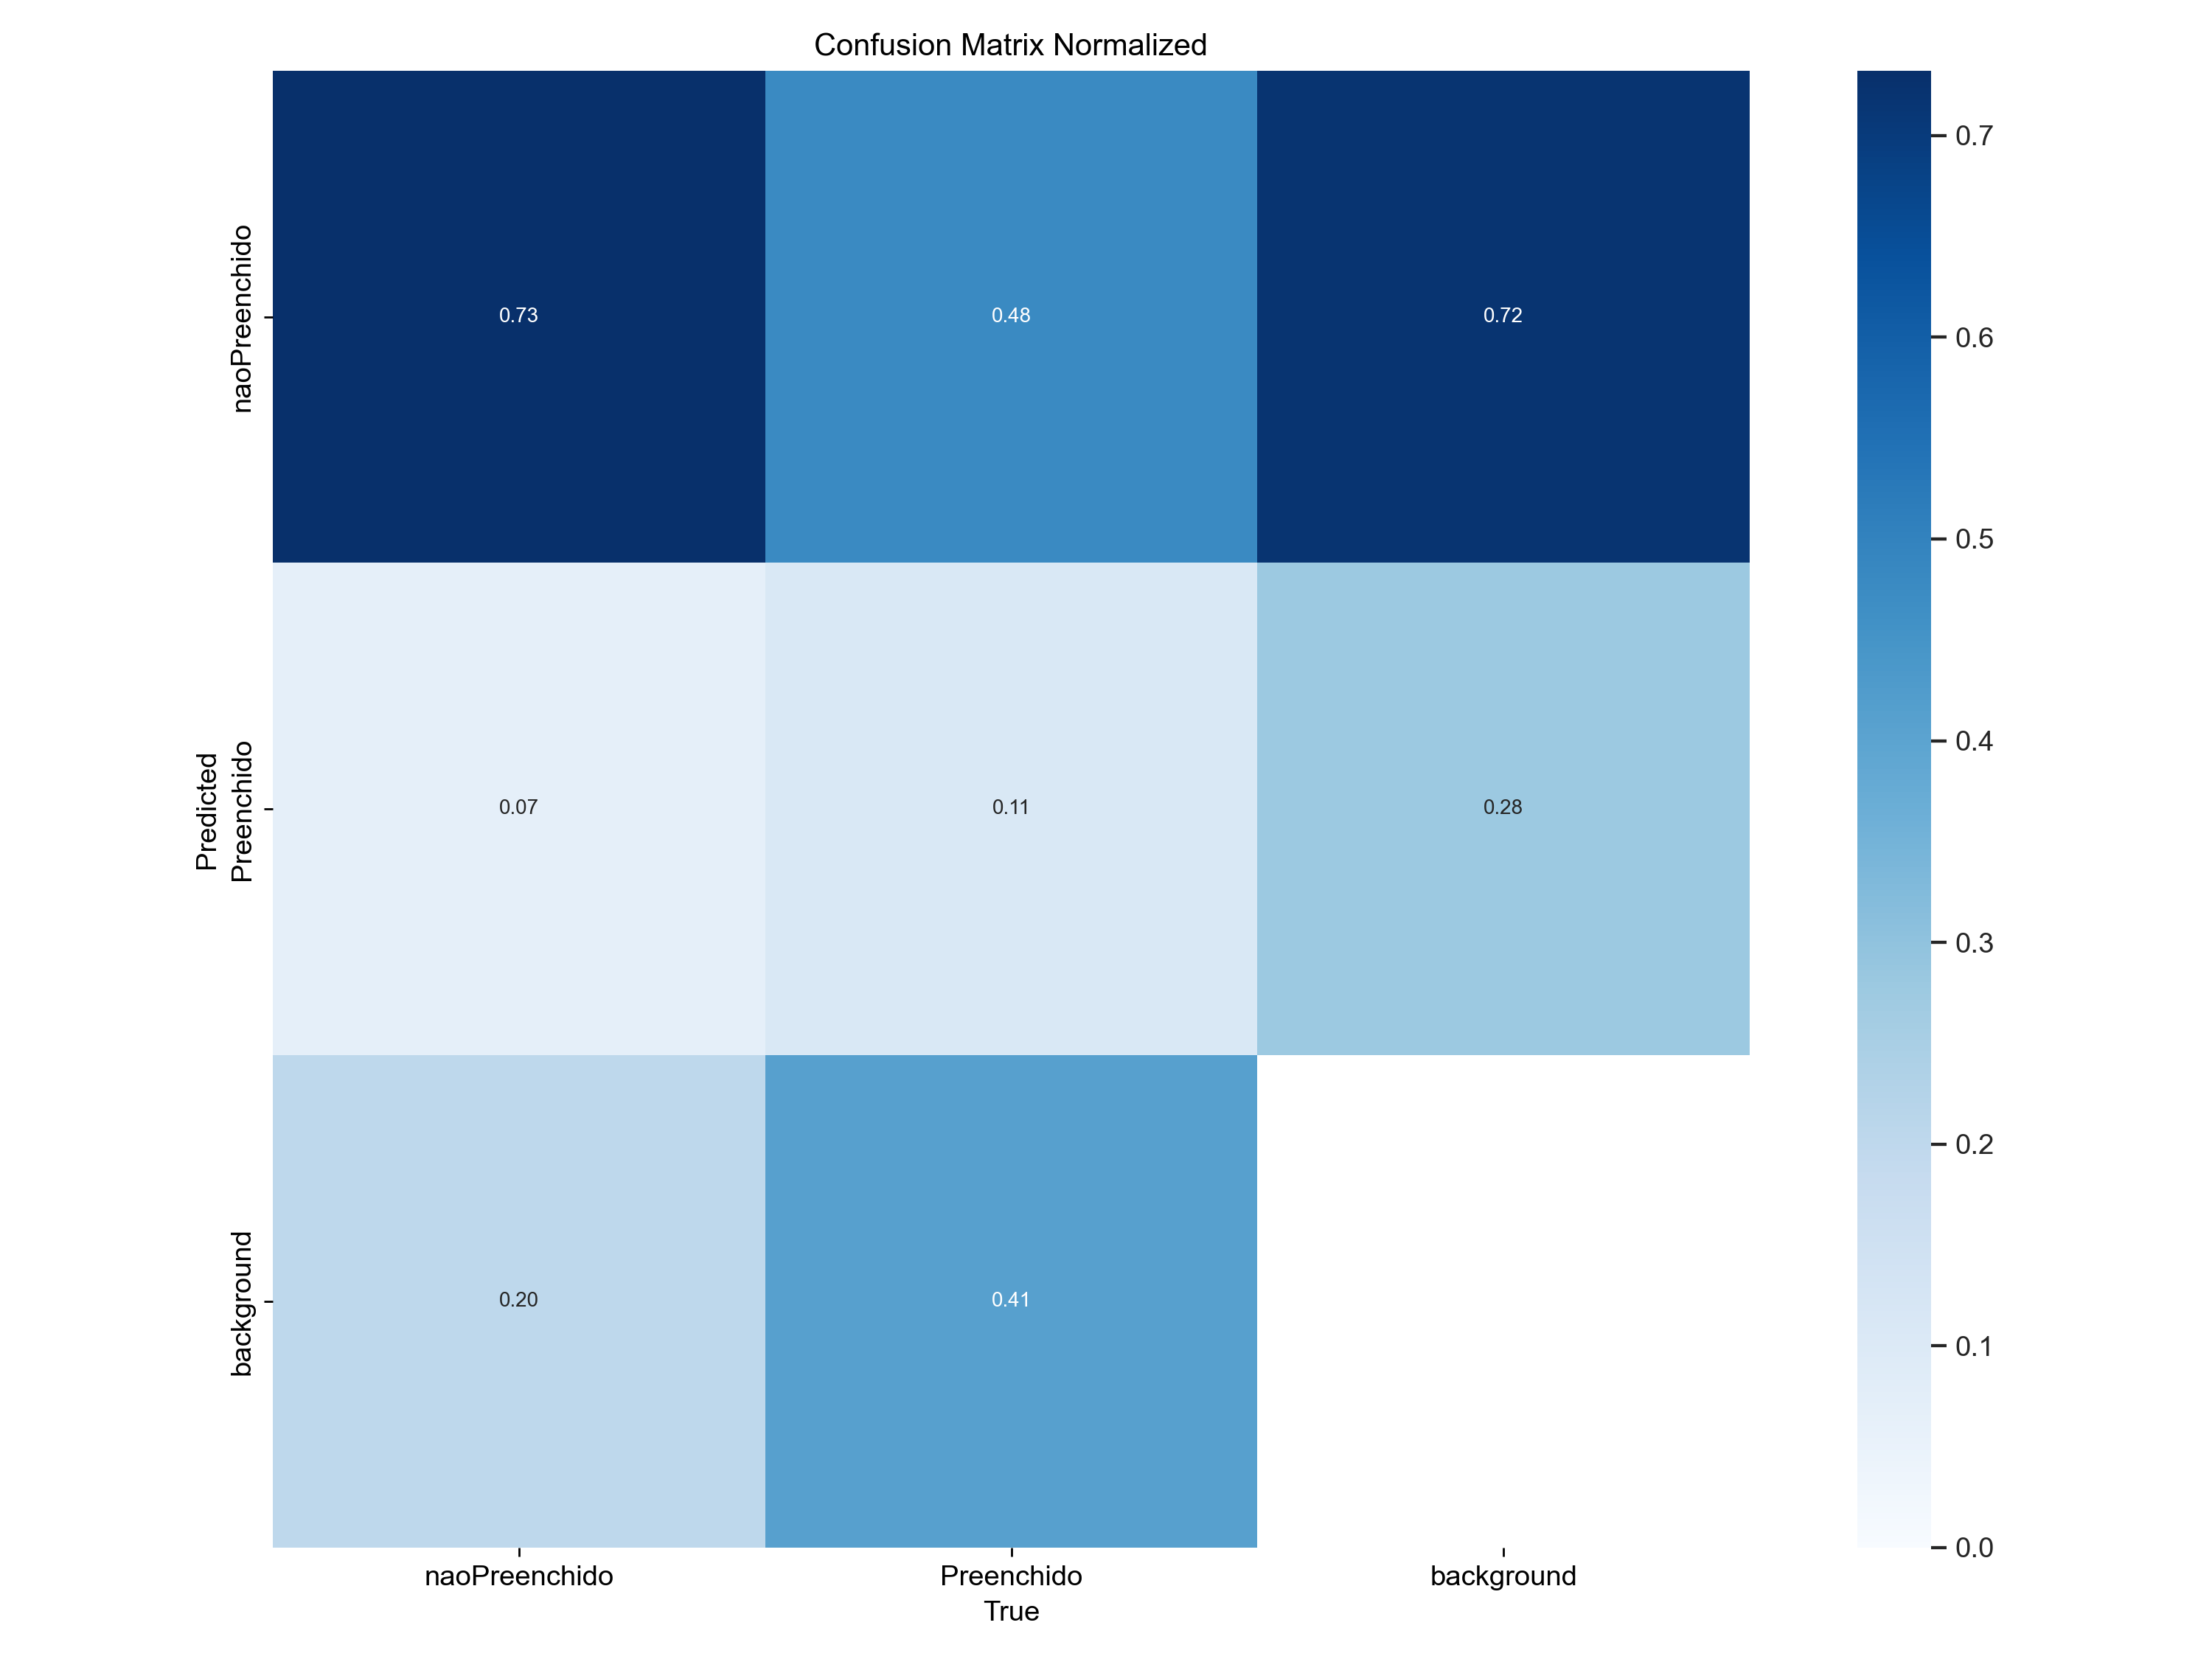 Confusion Matrix Normalized
naoPreenchido
0.73
0.48
0.72
Predicted
Preenchido
0.07
0.11
0.28
background
0.20
0.41
naoPreenchido
Preenchido
background
True
0.7
0.6
0.5
0.4
0.3
0.2
0.1
0.0